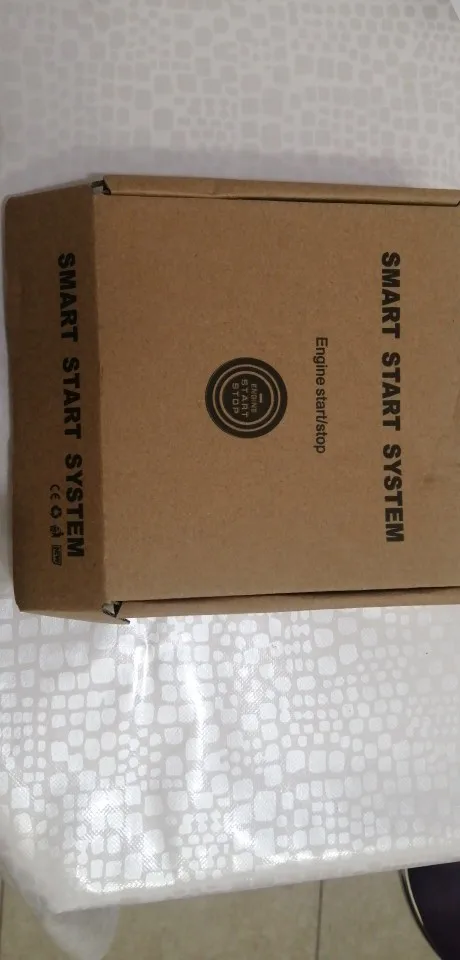 SMART START SYSTEM
Engine start/stop
ENGINE
START
STOP
SMART START SYSTEM
CE